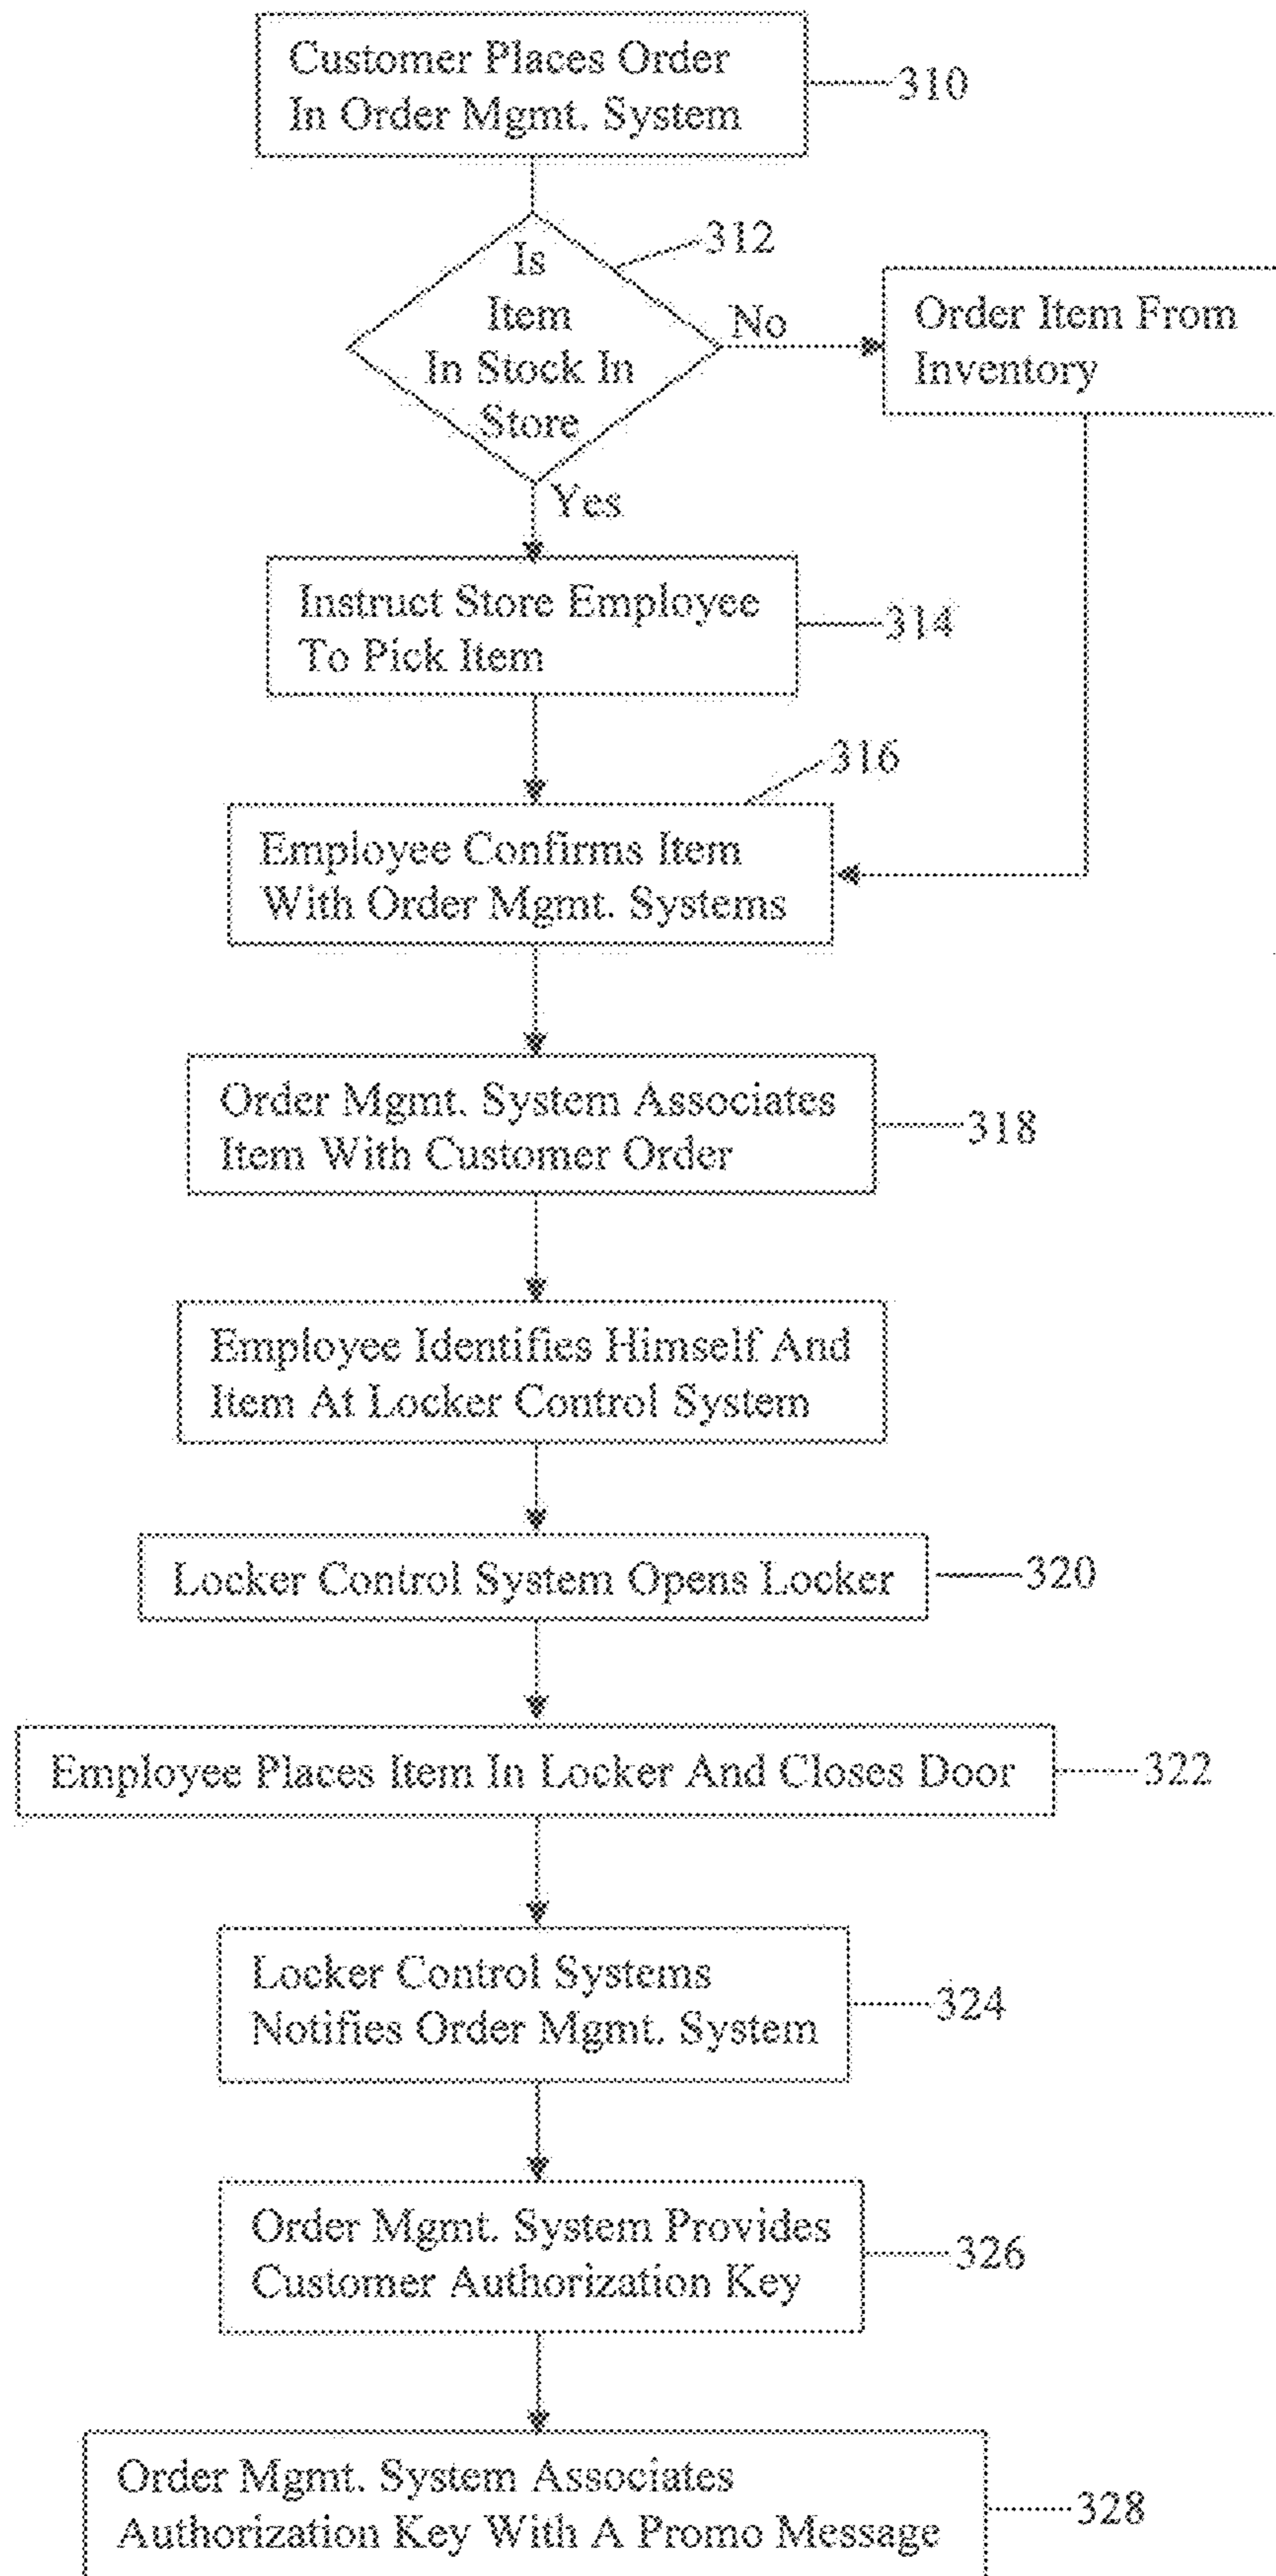 Customer Places Order
In Order Mgmt. System
310
312
Is
Item
In Stock In
Store
No
Order Item From
Inventory
Yes
Instruct Store Employee
To Pick Item
314
316
Employee Confirms Item
With Order Mgmt. Systems
Order Mgmt. System Associates
Item With Customer Order
318
Employee Identifies Himself And
Item At Locker Control System
Locker Control System Opens Locker
320
Employee Places Item In Locker And Closes Door
322
Locker Control Systems
Notifies Order Mgmt. System
324
Order Mgmt. System Provides
Customer Authorization Key
326
Order Mgmt. System Associates
Authorization Key With A Promo Message
328